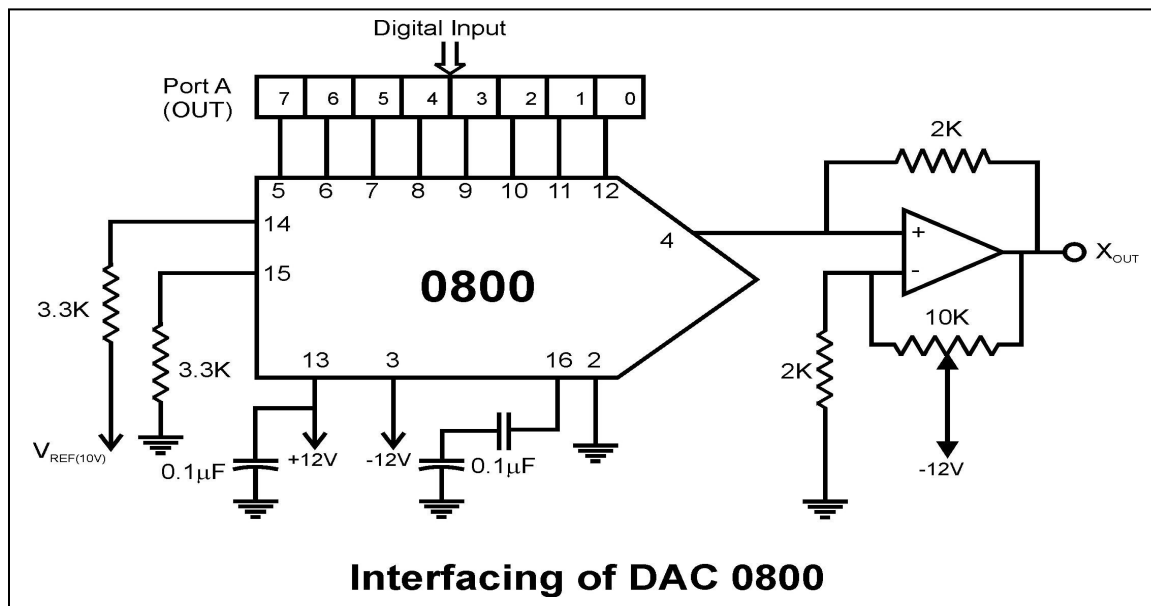 Digital Input
Port A
(OUT)
7 6 5 4 3 2 1 0
5 6 7 8 9 10 11 12
14
15
4
0800
13 3 16 2
3.3K
3.3K
V REF(10V)
0.1μF
+12V
-12V
0.1μF
2K
+
-
X OUT
10K
2K
-12V
Interfacing of DAC 0800